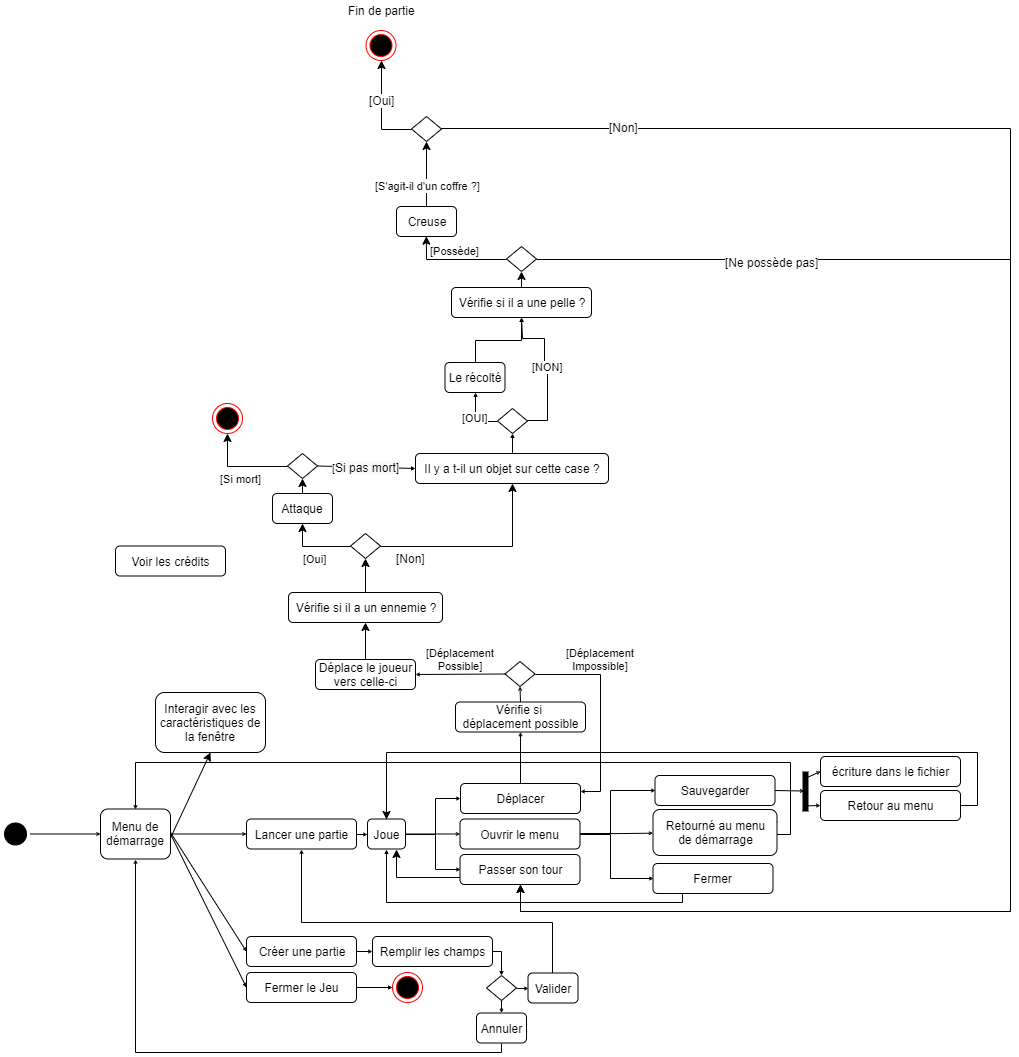 Fin de partie
[Oui]
[Non]
[S'agit-il d'un coffre ?]
Creuse
[Possède]
[Ne possède pas]
Vérifie si il a une pelle ?
Le récolté
[NON]
[OUI]
[Si pas mort]
Il y a t-il un objet sur cette case ?
[Si mort]
Attaque
[Oui]
[Non]
Voir les crédits
Vérifie si il a un ennemie ?
[Déplacement
Possible]
[Déplacement
Impossible]
Déplace le joueur
vers celle-ci
Vérifie si
déplacement possible
Interagir avec les
caractéristiques de
la fenêtre
écriture dans le fichier
Déplacer
Sauvegarder
Retour au menu
Menu de
démarrage
Lancer une partie
Joue
Ouvrir le menu
Retourné au menu
de démarrage
Passer son tour
Fermer
Créer une partie
Remplir les champs
Fermer le Jeu
Valider
Annuler